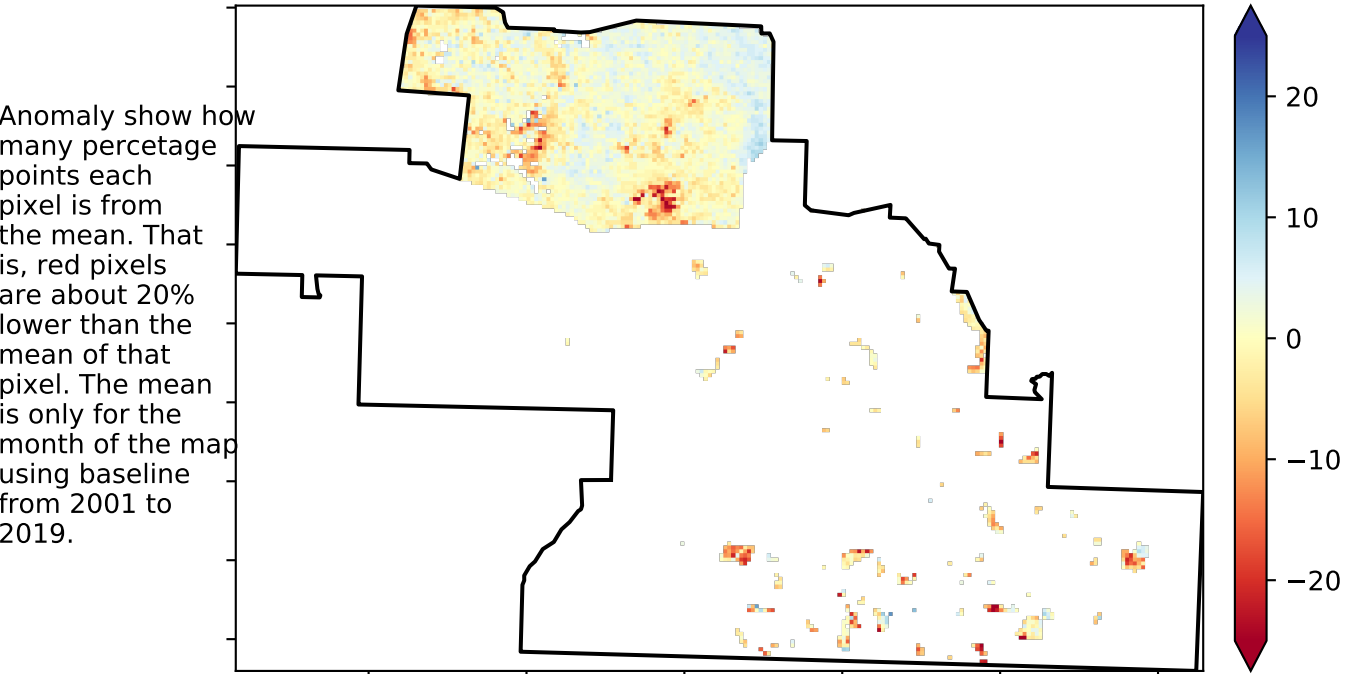 Anomaly show how
many percetage
points each
pixel is from
the mean. That
is, red pixels
are about 20%
lower than the
mean of that
pixel. The mean
is only for the
month of the map
using baseline
from 2001 to
2019.
20
10
0
−10
−20